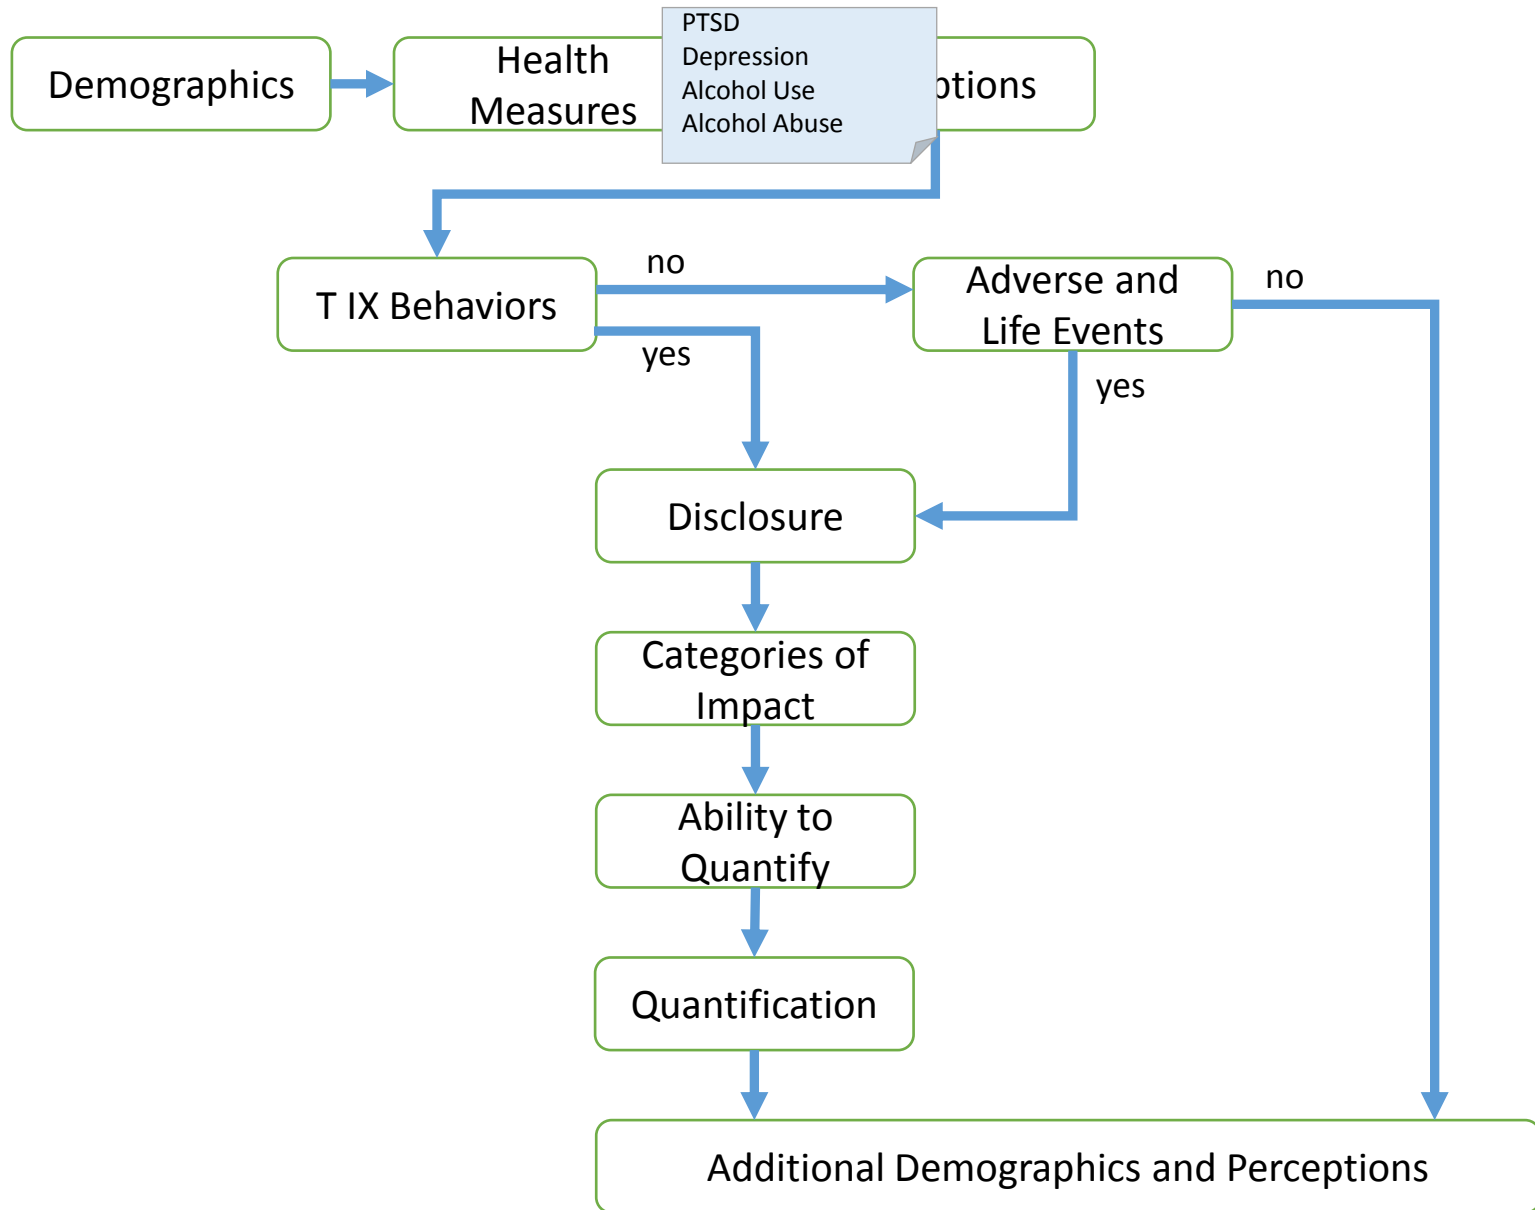 PTSD
Depression
Alcohol Use
Alcohol Abuse
Demographics
Health
Measures
T IX Behaviors
no
yes
Adverse and
Life Events
no
yes
Disclosure
Categories of
Impact
Ability to
Quantify
Quantification
Additional Demographics and Perceptions